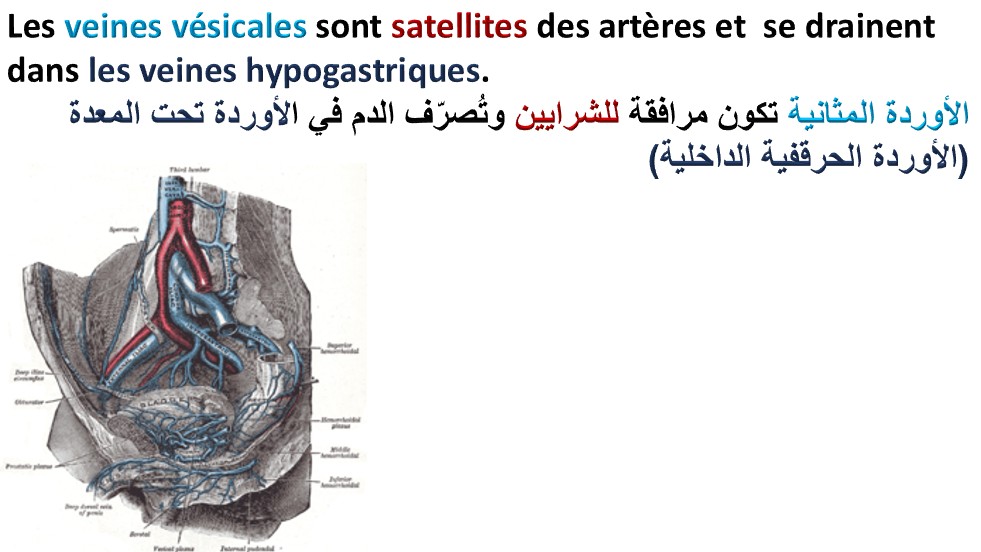 Les veines vésicales sont satellites des artères et se drainent
dans les veines hypogastriques.
الأوردة المثانية تكون مرافقة للشرايين وتُصرّف الدم في الأوردة تحت المعدة
(الأوردة الحرقفية الداخلية)
Third lumbar
Spermatic
EXTERNAL ILIAC
BLADDER
Superior
hemorrhoidal
Deep iliac
circumflex
Obturator
Hemorrhoidal
plexus
Middle
hemorrhoidal
Prostatic plexus
Inferior
hemorrhoidal
Deep dorsal vein
of penis
Scrotal
Vesical plexus
Internal pudendal